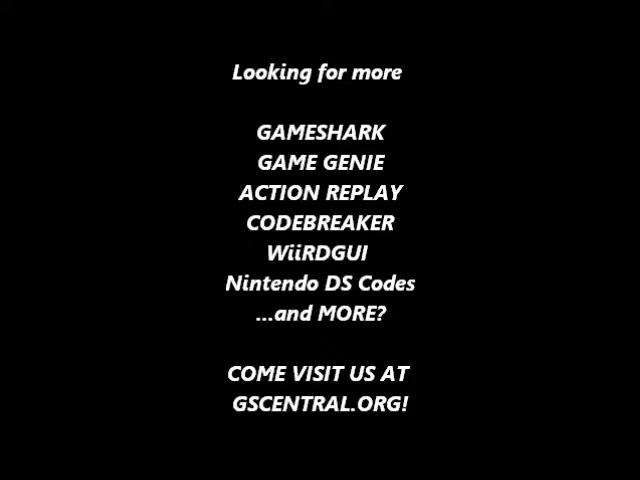 Looking for more
GAMESHARK
GAME GENIE
ACTION REPLAY
CODEBREAKER
WiiRDGUI
Nintendo DS Codes
...and MORE?
COME VISIT US AT
GSCENTRAL.ORG!